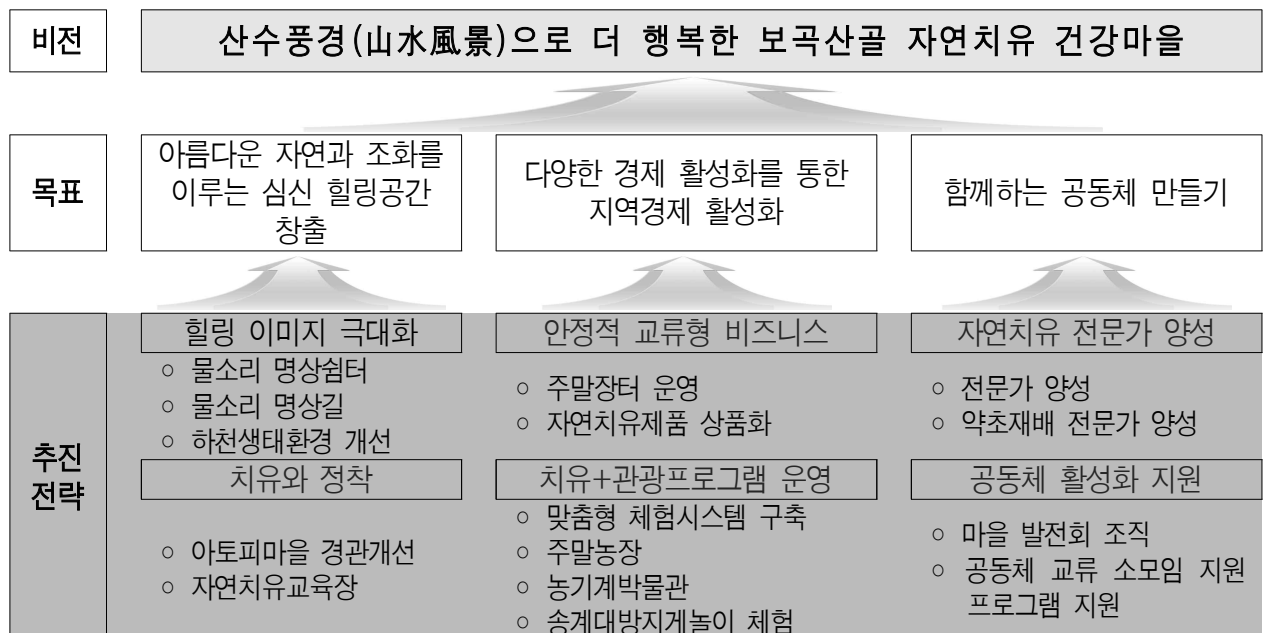 비전
산수풍경(山水風景)으로 더 행복한 보곡산골 자연치유 건강마을
목표
아름다운 자연과 조화를
이루는 심신 힐링공간
창출
다양한 경제 활성화를 통한
지역경제 활성화
함께하는 공동체 만들기
추진
전략
힐링 이미지 극대화
○ 물소리 명상쉼터
○ 물소리 명상길
○ 하천생태환경 개선
치유와 정착
○ 아토피마을 경관개선
○ 자연치유교육장
안정적 교류형 비즈니스
○ 주말장터 운영
○ 자연치유제품 상품화
치유+관광프로그램 운영
○ 맞춤형 체험시스템 구축
○ 주말농장
○ 농기계박물관
○ 송계대방지게놀이 체험
자연치유 전문가 양성
○ 전문가 양성
○ 약초재배 전문가 양성
공동체 활성화 지원
○ 마을 발전회 조직
○ 공동체 교류 소모임 지원
프로그램 지원